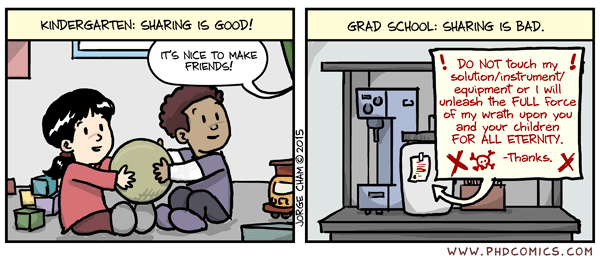 KINDERGARTEN: SHARING IS GOOD!
IT'S NICE TO MAKE
FRIENDS!
JORGE CHAM © 2015
GRAD SCHOOL: SHARING IS BAD.
! DO NOT touch my !
solution/instrument/
equipment or I will
unleash the FULL force
of my wrath upon you
and your children
FOR ALL ETERNITY.
-Thanks.
WWW.PHDCOMICS.COM